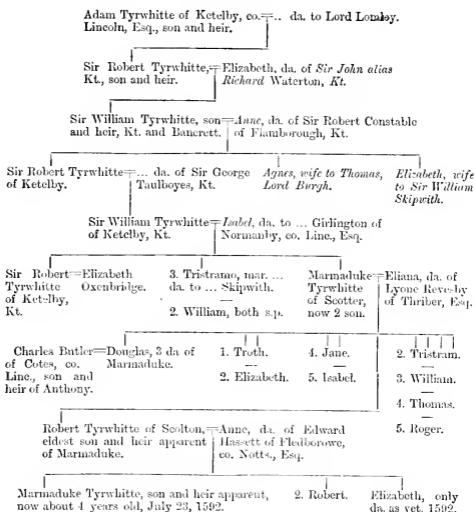 Adam Tyrwhitte of Ketelby, co.=.. da. to Lord Lomley.
Lincoln, Esq., son and heir.
Sir Robert Tyrwhitte,=Elizabeth, da. of Sir John alias
Kt., son and heir. Richard Waterton, Kt.
Sir William Tyrwhitte, son=Anne, da. of Sir Robert Constable
and heir, Kt. and Banerett. of Flamborough, Kt.
Sir Robert Tyrwhitte=... da. of Sir George
of Ketelby. Taulboyes, Kt.
Agnes, wife to Thomas,
Lord Burgh.
Elizabeth, wife
to Sir William
Skipwith.
Sir William Tyrwhitte=Isabel, da. to ... Girlington of
of Ketelby, Kt. Normanby, co. Linc., Esq.
Sir Robert=Elizabeth
Tyrwhitte Oxenbridge.
of Ketelby,
Kt.
3. Tristramo, mar. ...
da. to ... Skipwith.
—
2. William, both s.p.
Marmaduke=Eliana, da. of
Tyrwhitte Lyone Reversby
of Scotter, of Thriber, Esq.
now 2 son.
Charles Butler=Douglas, 3 da of
of Cotes, co. Marmaduke.
Linc., son and
heir of Anthony.
1. Troth.
—
2. Elizabeth.
4. Jane.
—
5. Isabel.
2. Tristram.
—
3. William.
—
4. Thomas.
—
5. Roger.
Robert Tyrwhitte of Scolton,=Anne, da. of Edward
eldest son and heir apparent Hassett of Fledborowe,
of Marmaduke. co. Notts., Esq.
Marmaduke Tyrwhitte, son and heir apparent,
now about 4 years old, July 23, 1592.
2. Robert.
Elizabeth, only
da. as yet. 1592.